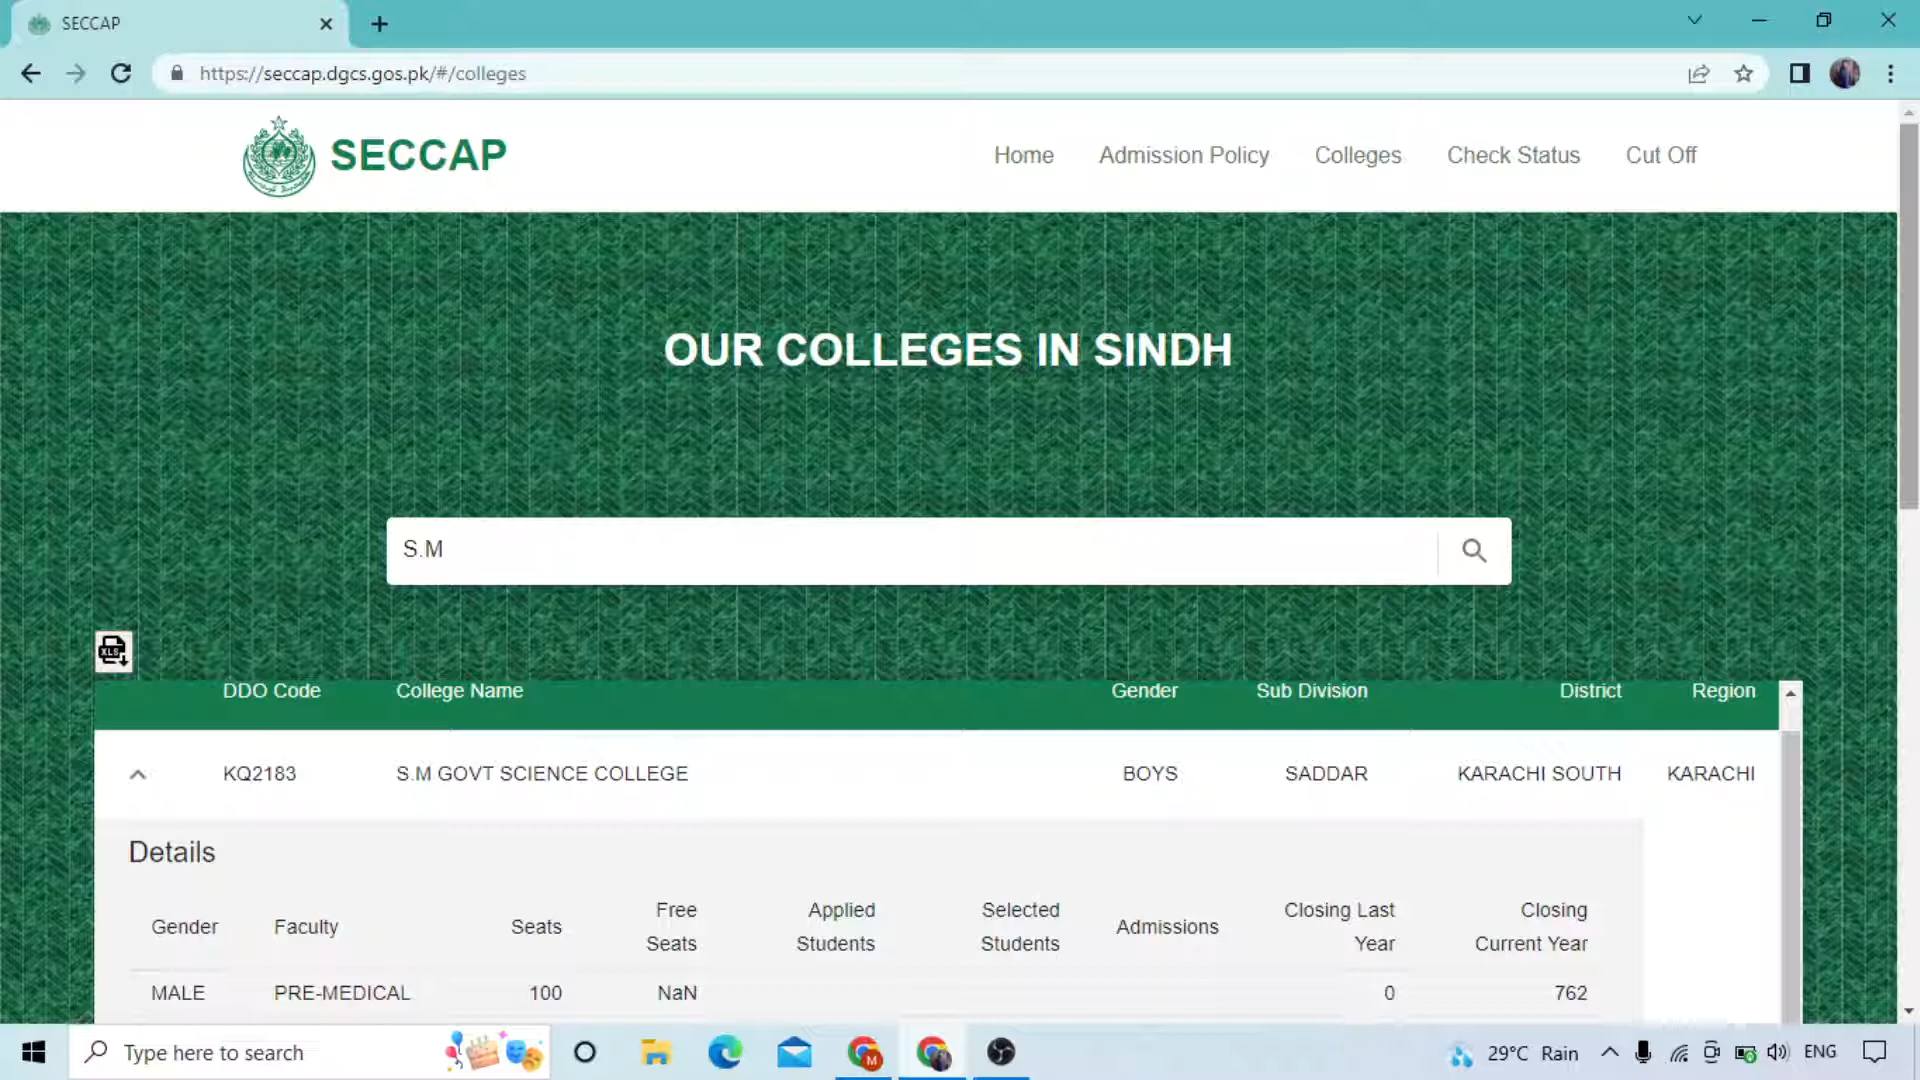 SECCAP
https://seccap.dgcs.gos.pk/#/colleges
SECCAP
Home Admission Policy Colleges Check Status Cut Off
OUR COLLEGES IN SINDH
S.M
XLS
DDO Code College Name Gender Sub Division District Region
KQ2183 S.M GOVT SCIENCE COLLEGE BOYS SADDAR KARACHI SOUTH KARACHI
Details
Gender Faculty Seats Free Seats Applied Students Selected Students Admissions Closing Last Year Closing Current Year
MALE PRE-MEDICAL 100 NaN 0 762
Type here to search
M
29°C Rain
ENG